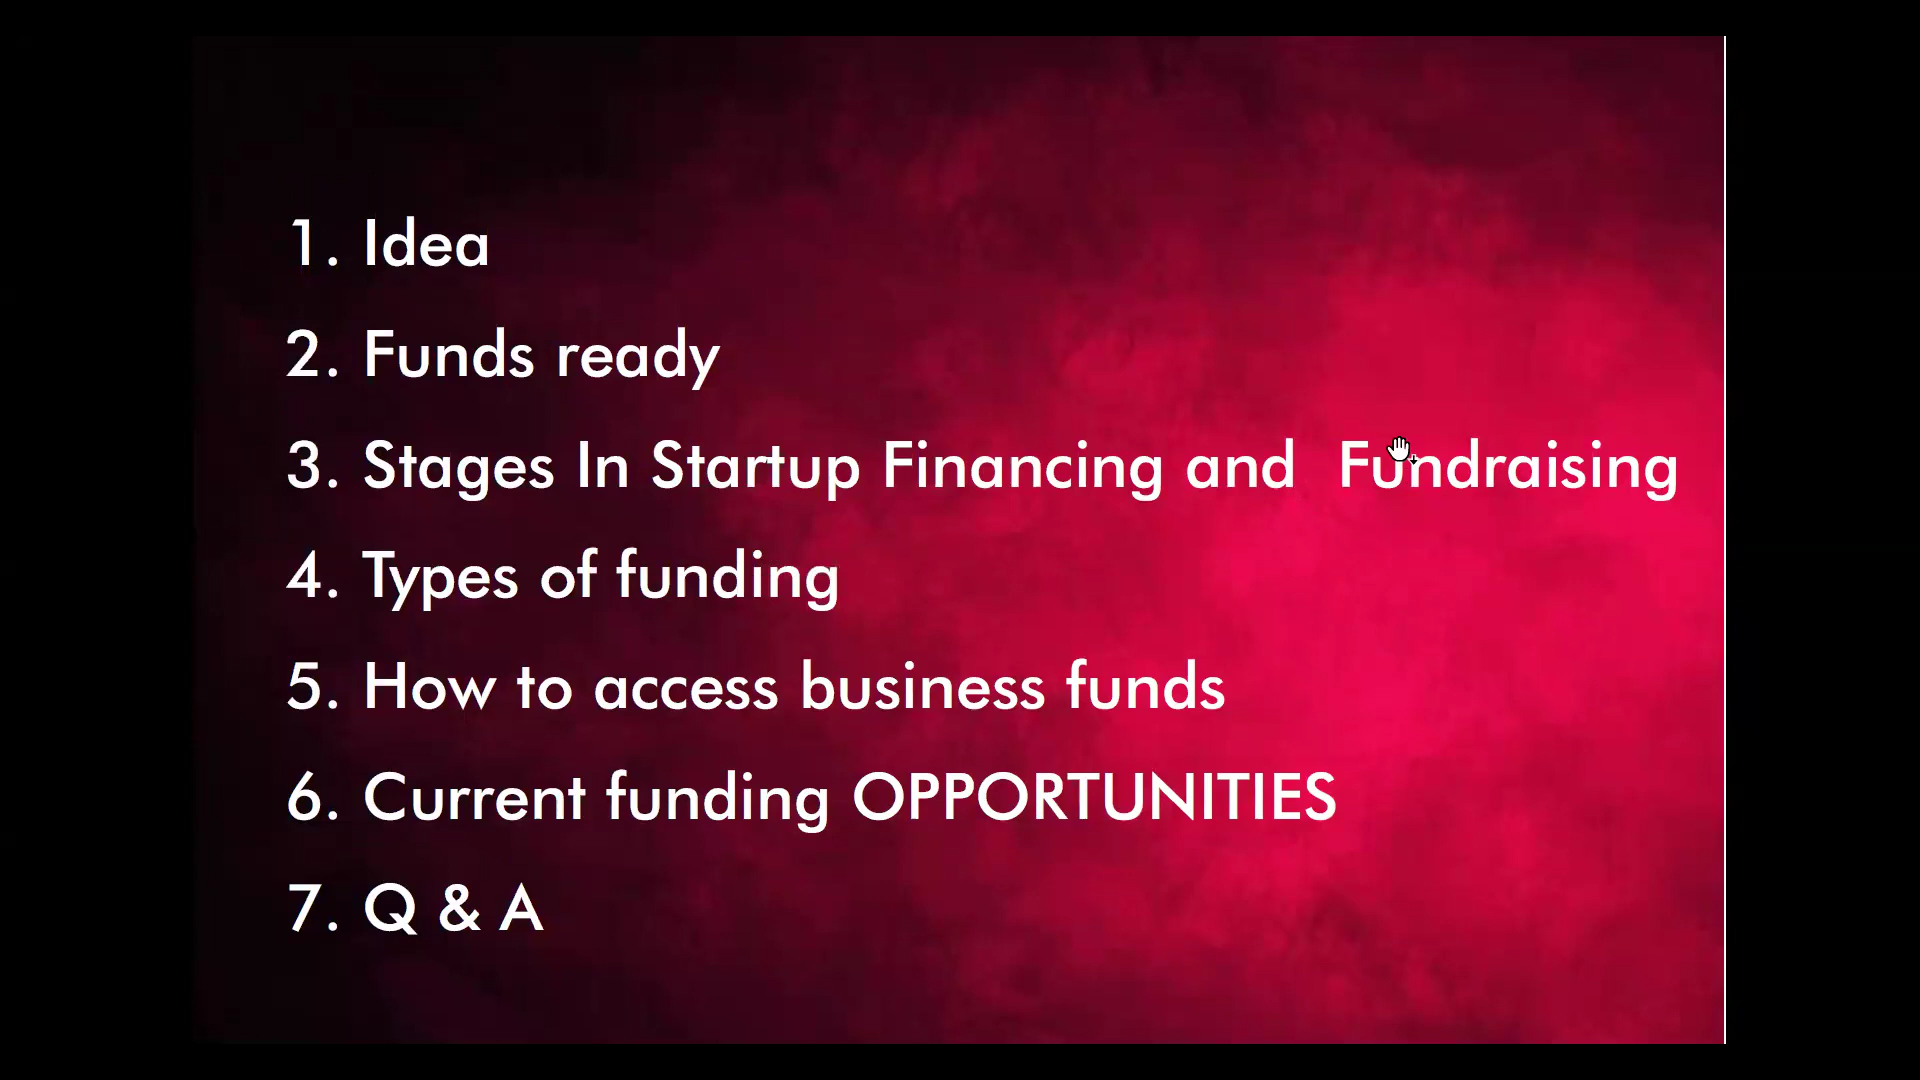 1. Idea
2. Funds ready
3. Stages In Startup Financing and  Fundraising
4. Types of funding
5. How to access business funds
6. Current funding OPPORTUNITIES
7. Q & A